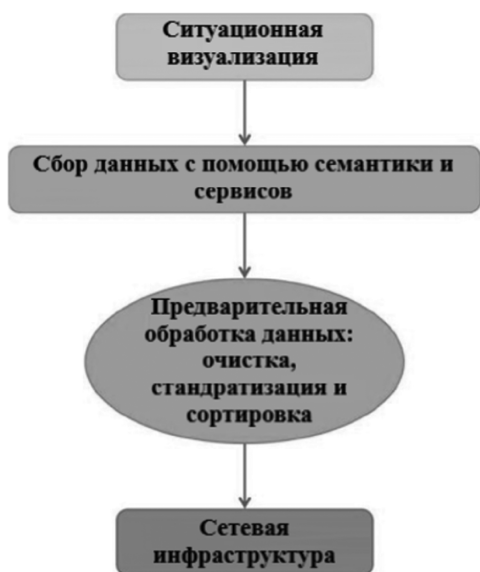 Ситуационная
визуализация
Сбор данных с помощью семантики и
сервисов
Предварительная
обработка данных:
очистка,
стандратизация и
сортировка
Сетевая
инфраструктура